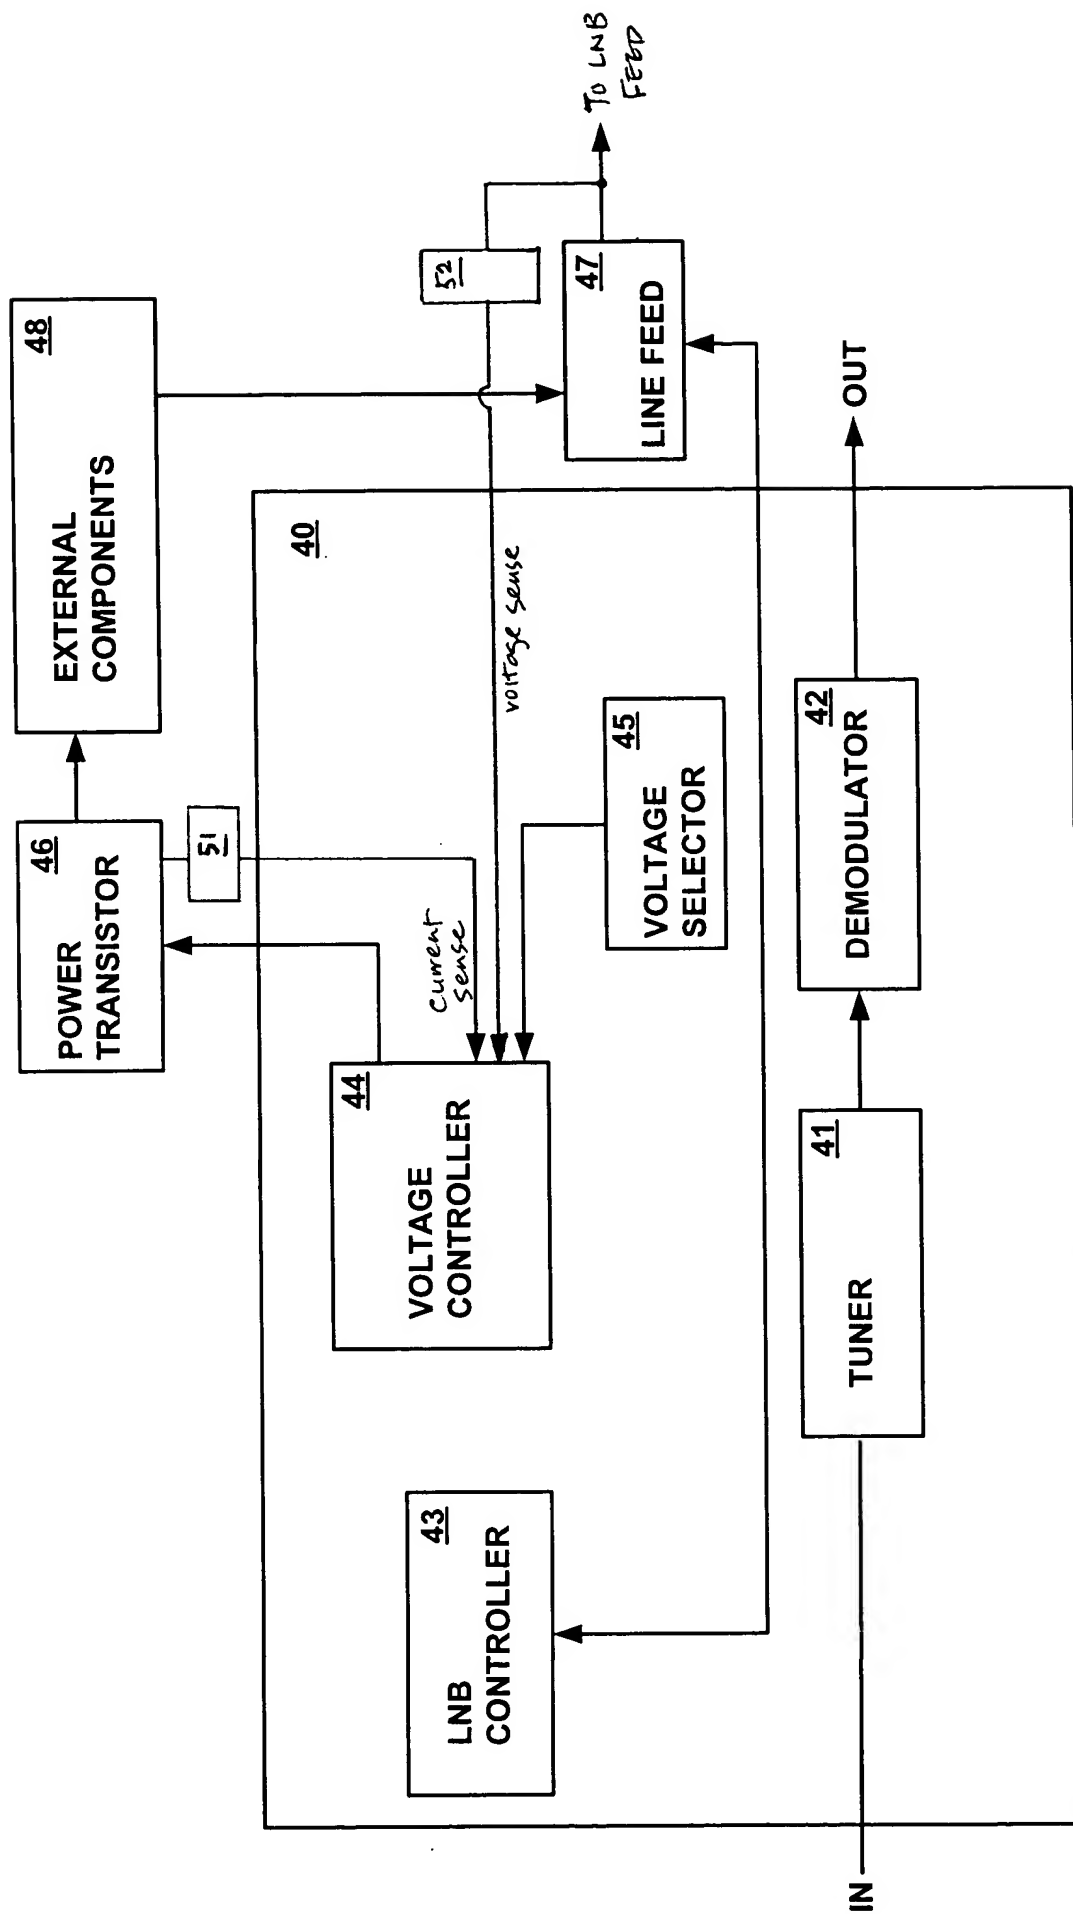 POWER
TRANSISTOR
46
EXTERNAL
COMPONENTS
48
51
40
52
LNB
CONTROLLER
43
VOLTAGE
CONTROLLER
44
Current
sense
voltage sense
VOLTAGE
SELECTOR
45
LINE FEED
47
TO LNB
FEED
IN
TUNER
41
DEMODULATOR
42
OUT